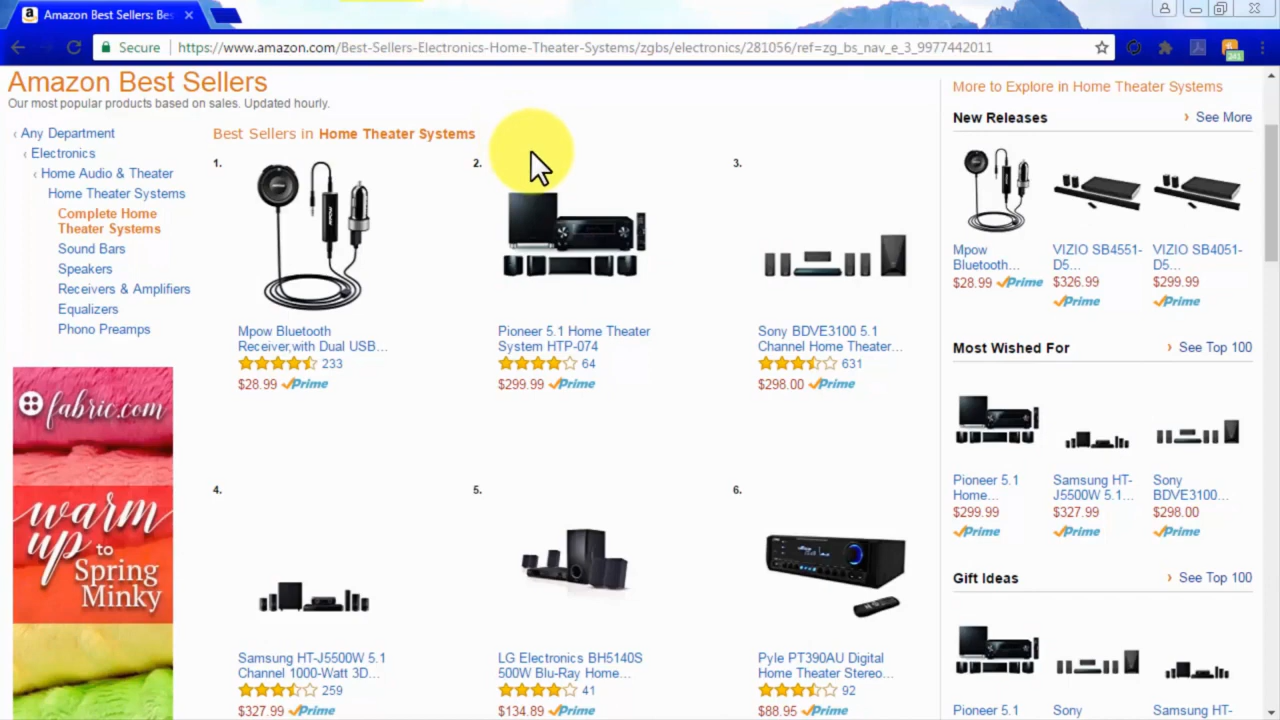 Amazon Best Sellers: Bes
Secure
https://www.amazon.com/Best-Sellers-Electronics-Home-Theater-Systems/zgbs/electronics/281056/ref=zg_bs_nav_e_3_9977442011
341
Amazon Best Sellers
Our most popular products based on sales. Updated hourly.
‹ Any Department
‹ Electronics
‹ Home Audio & Theater
Home Theater Systems
Complete Home
Theater Systems
Sound Bars
Speakers
Receivers & Amplifiers
Equalizers
Phono Preamps
fabric.com
warm
up to
Spring
Minky
Best Sellers in Home Theater Systems
1.
Mpow Bluetooth
Receiver,with Dual USB...
233
$28.99 Prime
2.
Pioneer 5.1 Home Theater
System HTP-074
64
$299.99 Prime
3.
Sony BDVE3100 5.1
Channel Home Theater...
631
$298.00 Prime
4.
Samsung HT-J5500W 5.1
Channel 1000-Watt 3D...
259
$327.99 Prime
5.
LG Electronics BH5140S
500W Blu-Ray Home...
41
$134.89 Prime
6.
Pyle PT390AU Digital
Home Theater Stereo...
92
$88.95 Prime
More to Explore in Home Theater Systems
New Releases
› See More
Mpow
Bluetooth...
$28.99 Prime
VIZIO SB4551-
D5...
$326.99
Prime
VIZIO SB4051-
D5...
$299.99
Prime
Most Wished For
› See Top 100
Pioneer 5.1
Home...
$299.99
Prime
Samsung HT-
J5500W 5.1...
$327.99
Prime
Sony
BDVE3100...
$298.00
Prime
Gift Ideas
› See Top 100
Pioneer 5.1
Sony
Samsung HT-